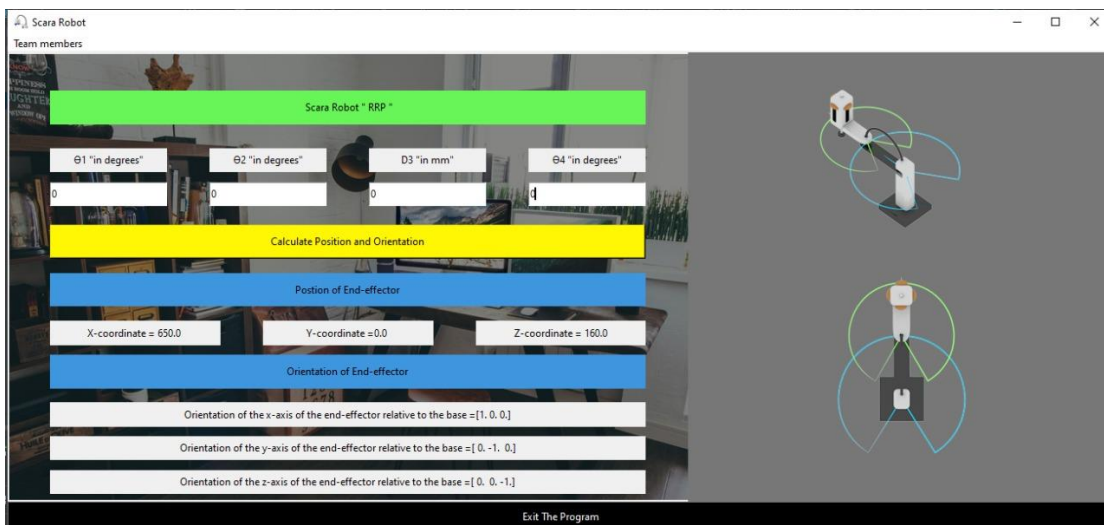 Scara Robot
Team members
Scara Robot " RRP "
Θ1 "in degrees" Θ2 "in degrees" D3 "in mm" Θ4 "in degrees"
0 0 0 0
Calculate Position and Orientation
Postion of End-effector
X-coordinate = 650.0 Y-coordinate =0.0 Z-coordinate = 160.0
Orientation of End-effector
Orientation of the x-axis of the end-effector relative to the base =[1. 0. 0.]
Orientation of the y-axis of the end-effector relative to the base =[ 0. -1.  0.]
Orientation of the z-axis of the end-effector relative to the base =[ 0.  0. -1.]
Exit The Program